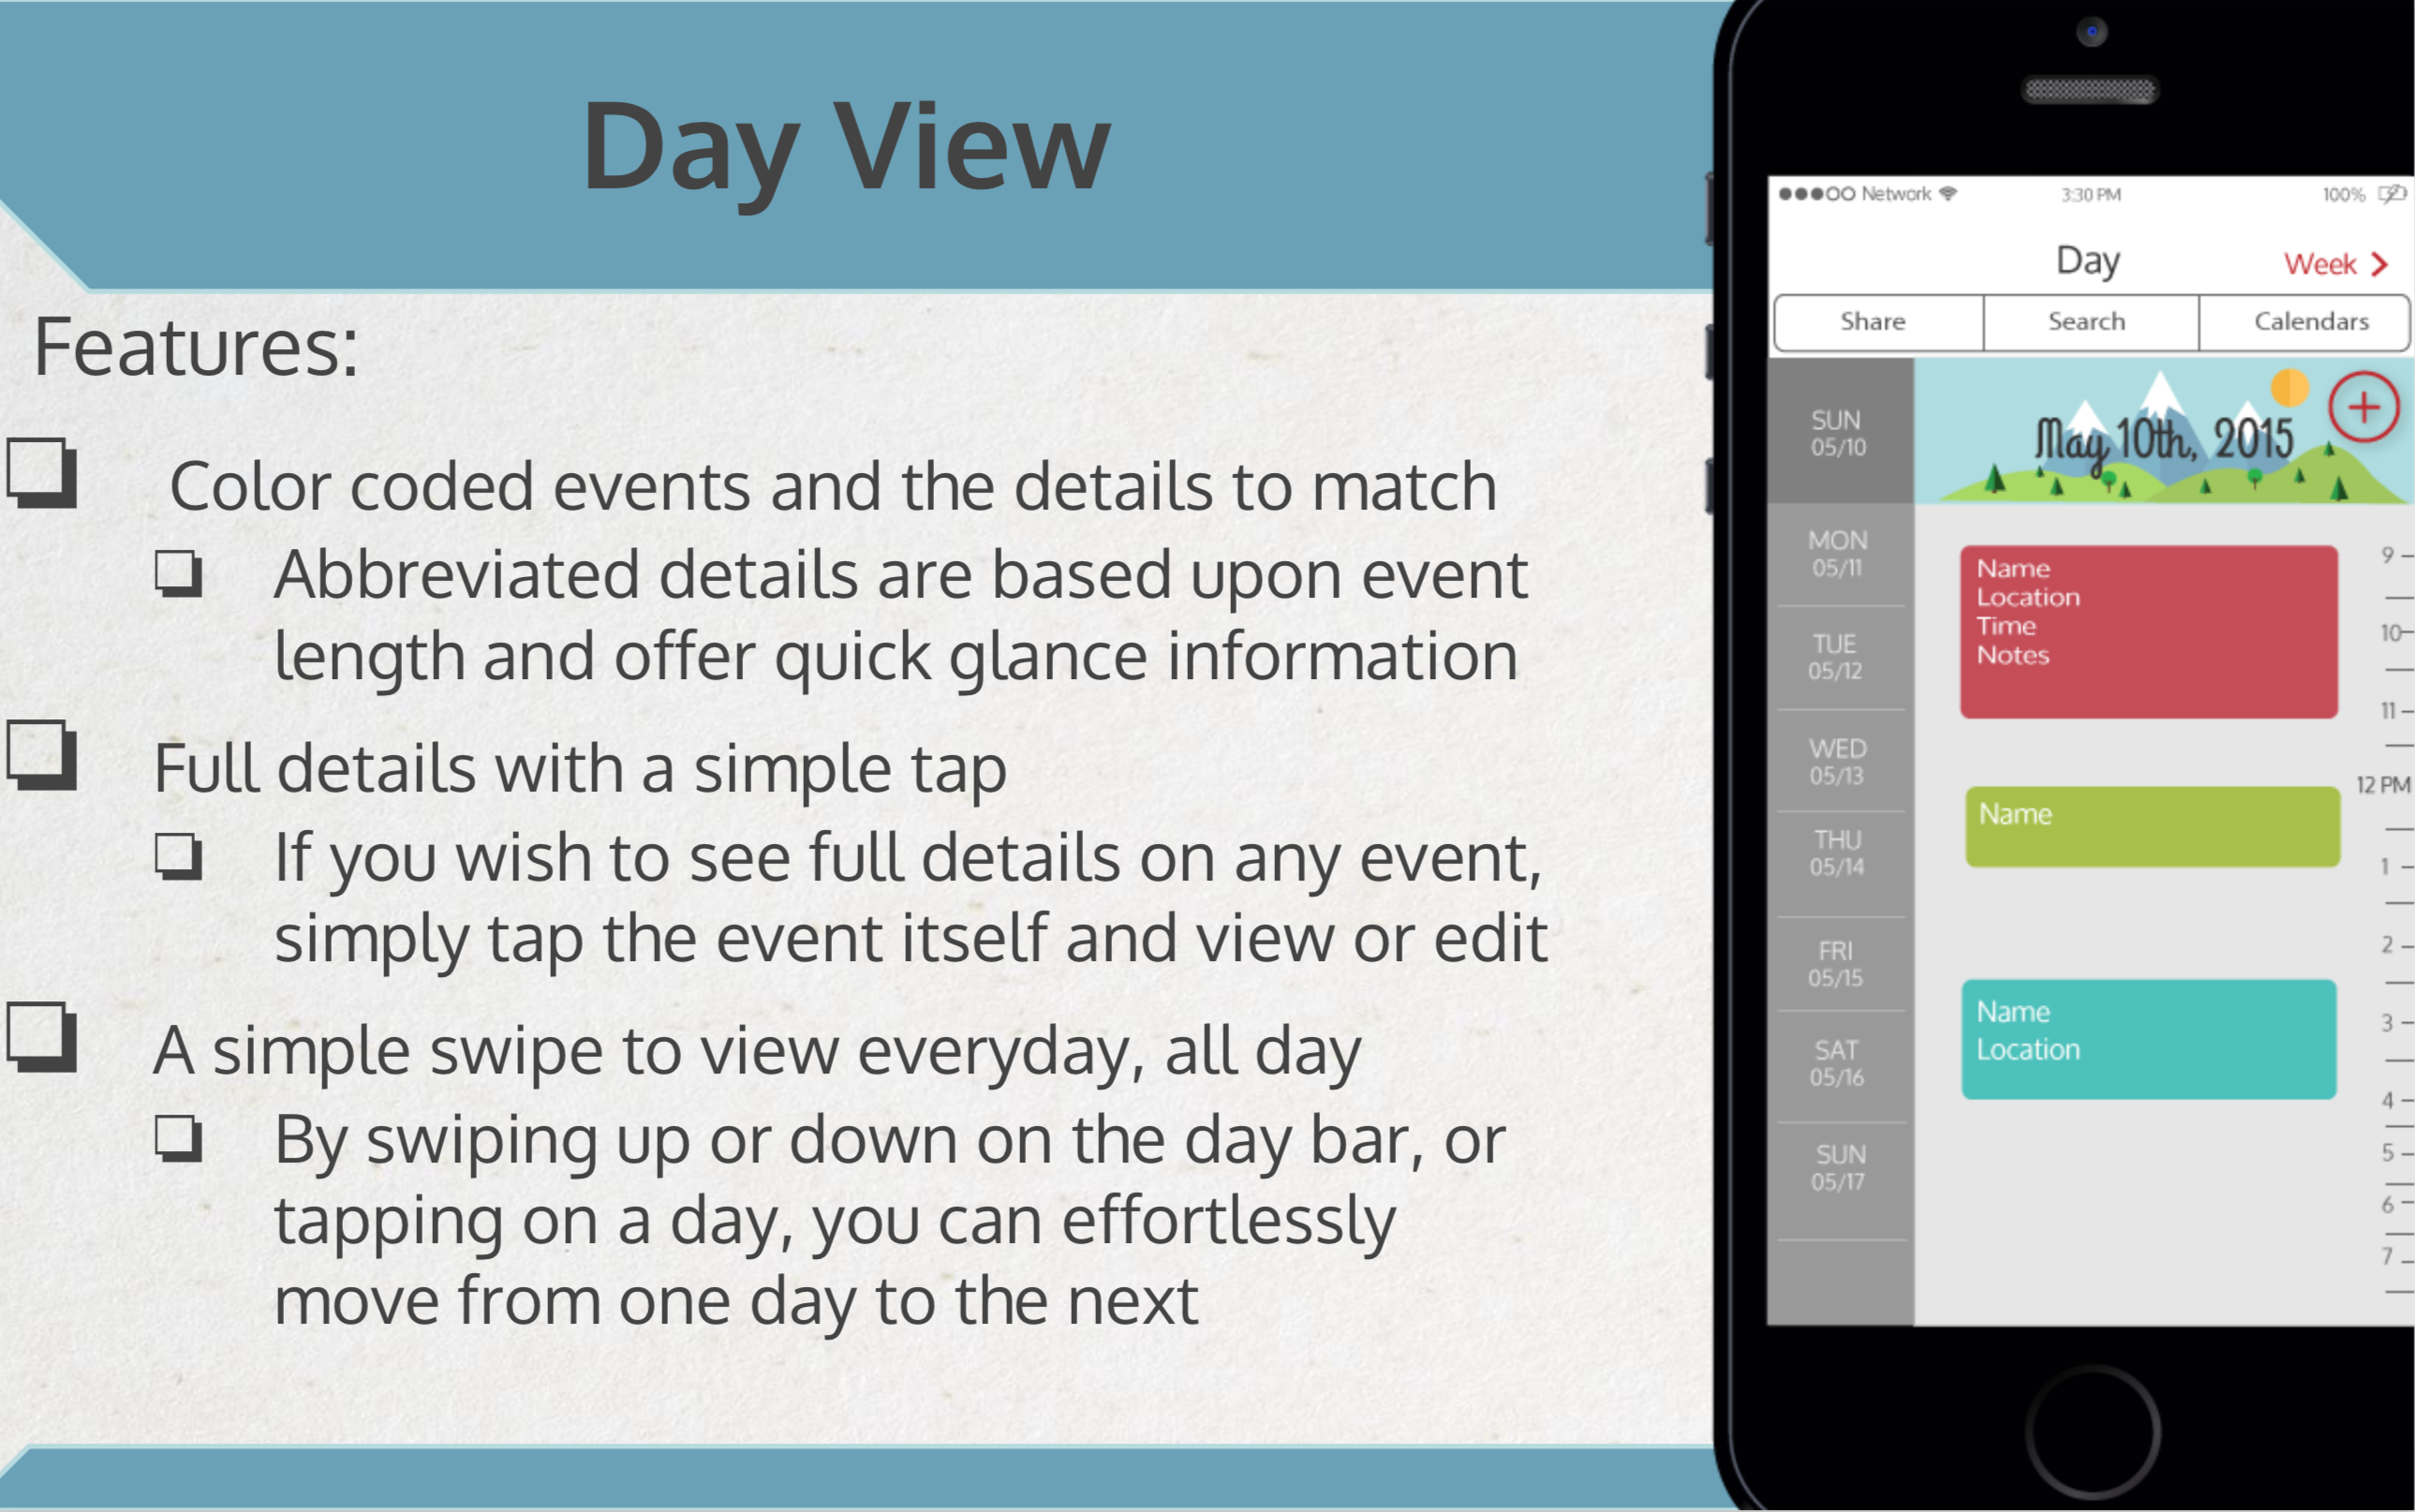 Day View
Features:
Color coded events and the details to match
Abbreviated details are based upon event
length and offer quick glance information
Full details with a simple tap
If you wish to see full details on any event,
simply tap the event itself and view or edit
A simple swipe to view everyday, all day
By swiping up or down on the day bar, or
tapping on a day, you can effortlessly
move from one day to the next
Network 3:30 PM 100%
Day Week >
Share Search Calendars
SUN
05/10
May 10th, 2015
+
MON
05/11
TUE
05/12
WED
05/13
THU
05/14
FRI
05/15
SAT
05/16
SUN
05/17
Name
Location
Time
Notes
Name
Name
Location
9
10
11
12 PM
1
2
3
4
5
6
7